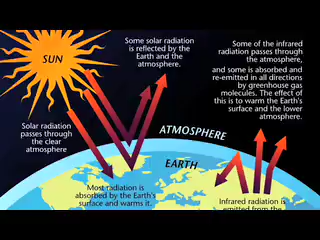 SUN
Some solar radiation
is reflected by the
Earth and the
atmosphere.
Some of the infrared
radiation passes through
the atmosphere,
and some is absorbed and
re-emitted in all directions
by greenhouse gas
molecules. The effect of
this is to warm the Earth's
surface and the lower
atmosphere.
Solar radiation
passes through
the clear
atmosphere
ATMOSPHERE
EARTH
Most radiation is
absorbed by the Earth's
surface and warms it.
Infrared radiation is
emitted from the